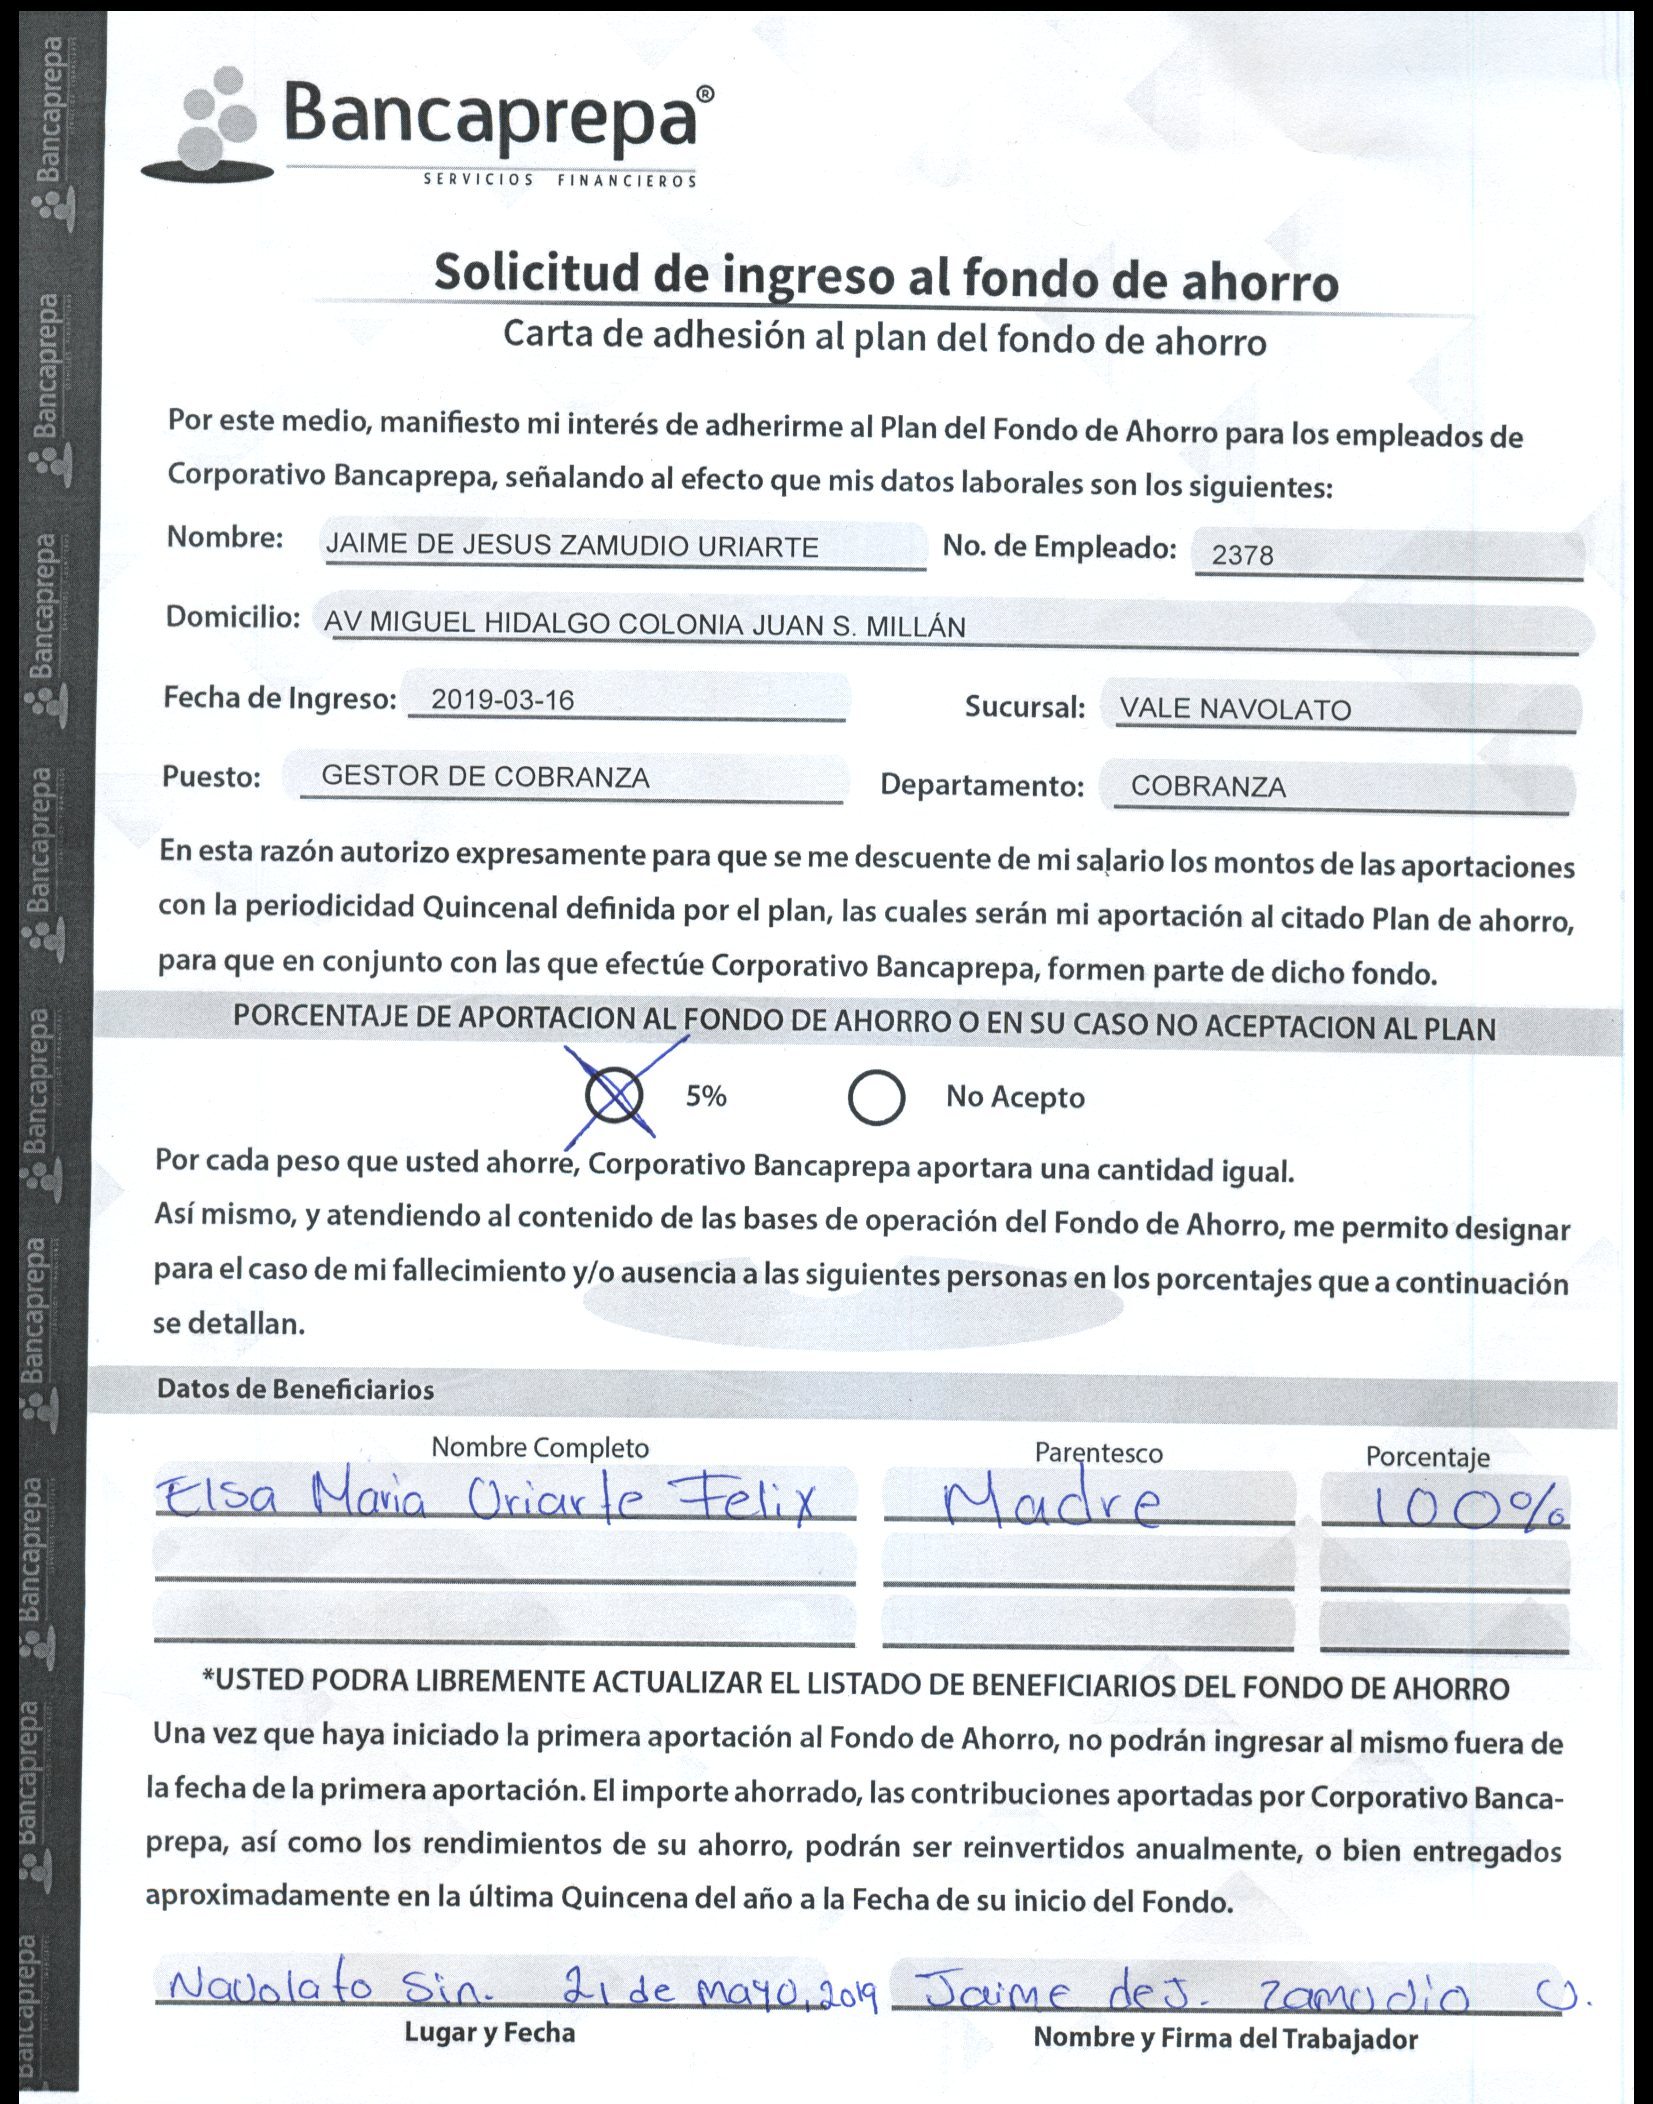 Bancaprepa®
SERVICIOS FINANCIEROS
Solicitud de ingreso al fondo de ahorro
Carta de adhesión al plan del fondo de ahorro
Por este medio, manifiesto mi interés de adherirme al Plan del Fondo de Ahorro para los empleados de
Corporativo Bancaprepa, señalando al efecto que mis datos laborales son los siguientes:
Nombre: JAIME DE JESUS ZAMUDIO URIARTE No. de Empleado: 2378
Domicilio: AV MIGUEL HIDALGO COLONIA JUAN S. MILLÁN
Fecha de Ingreso: 2019-03-16 Sucursal: VALE NAVOLATO
Puesto: GESTOR DE COBRANZA Departamento: COBRANZA
En esta razón autorizo expresamente para que se me descuente de mi salario los montos de las aportaciones
con la periodicidad Quincenal definida por el plan, las cuales serán mi aportación al citado Plan de ahorro,
para que en conjunto con las que efectúe Corporativo Bancaprepa, formen parte de dicho fondo.
PORCENTAJE DE APORTACION AL FONDO DE AHORRO O EN SU CASO NO ACEPTACION AL PLAN
5% No Acepto
Por cada peso que usted ahorre, Corporativo Bancaprepa aportara una cantidad igual.
Así mismo, y atendiendo al contenido de las bases de operación del Fondo de Ahorro, me permito designar
para el caso de mi fallecimiento y/o ausencia a las siguientes personas en los porcentajes que a continuación
se detallan.
Datos de Beneficiarios
Nombre Completo Parentesco Porcentaje
Elsa Maria Uriarte Felix Madre 100%
*USTED PODRA LIBREMENTE ACTUALIZAR EL LISTADO DE BENEFICIARIOS DEL FONDO DE AHORRO
Una vez que haya iniciado la primera aportación al Fondo de Ahorro, no podrán ingresar al mismo fuera de
la fecha de la primera aportación. El importe ahorrado, las contribuciones aportadas por Corporativo Banca-
prepa, así como los rendimientos de su ahorro, podrán ser reinvertidos anualmente, o bien entregados
aproximadamente en la última Quincena del año a la Fecha de su inicio del Fondo.
Navolato Sin. 21 de mayo, 2019 Jaime de J. Zamudio U.
Lugar y Fecha Nombre y Firma del Trabajador
Bancaprepa
Bancaprepa
Bancaprepa
Bancaprepa
Bancaprepa
Bancaprepa
Bancaprepa
Bancaprepa
Bancaprepa